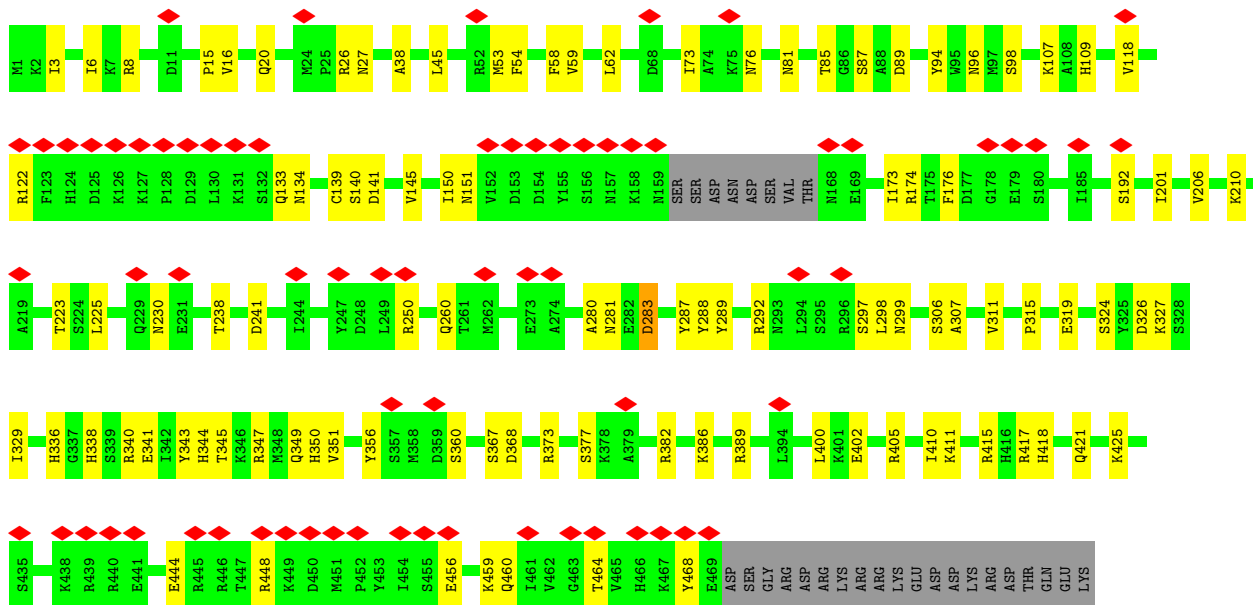 M1 K2 I3 I6 K7 R8 D11 P15 V16 Q20 M24 P25 R26 N27 A38 L45 R52 M53 F54 F58 V59 L62 D68 I73 A74 K75 N76 N81 T85 G86 S87 A88 D89 Y94 W95 N96 M97 S98 K107 A108 H109 V118
R122 F123 H124 D125 K126 K127 P128 D129 L130 K131 S132 Q133 N134 C139 S140 D141 V145 I150 N151 V152 D153 D154 Y155 S156 N157 K158 N159 SER SER ASP ASN ASP SER VAL THR N168 E169 I173 R174 T175 F176 D177 G178 E179 S180 I185 S192 I201 V206 K210
A219 T223 S224 L225 Q229 N230 E231 T238 D241 I244 Y247 D248 L249 R250 Q260 T261 M262 E273 A274 A280 N281 E282 D283 Y287 Y288 Y289 R292 N293 L294 S295 R296 S297 L298 N299 S306 A307 V311 P315 E319 S324 Y325 D326 K327 S328
I329 H336 G337 H338 S339 R340 E341 I342 Y343 H344 T345 K346 R347 M348 Q349 H350 V351 Y356 S357 M358 D359 S360 S367 D368 R373 S377 K378 A379 R382 K386 R389 L394 L400 K401 E402 R405 I410 K411 R415 H416 R417 H418 Q421 K425
S435 K438 R439 R440 E441 E444 R445 R446 T447 R448 K449 D450 M451 P452 Y453 I454 S455 E456 K459 Q460 I461 V462 G463 T464 V465 H466 K467 Y468 E469 ASP SER GLY ARG ASP ARG LYS ARG ARG LYS GLU ASP ASP LYS ARG ASP THR GLN GLU LYS